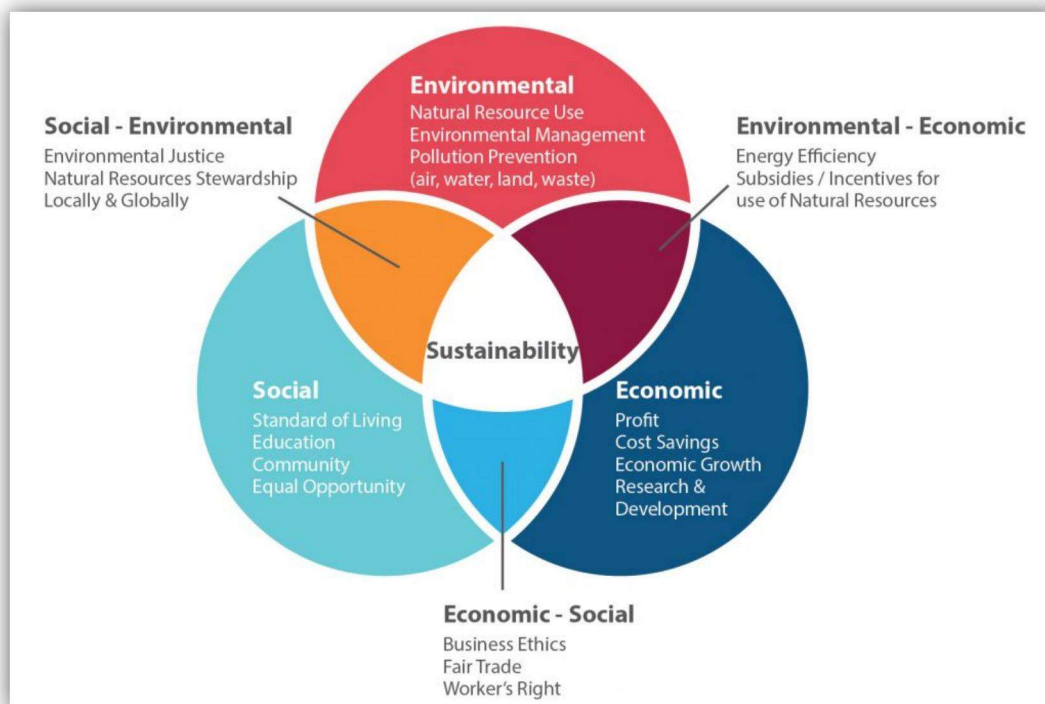 Environmental
Natural Resource Use
Environmental Management
Pollution Prevention
(air, water, land, waste)
Social - Environmental
Environmental Justice
Natural Resources Stewardship
Locally & Globally
Environmental - Economic
Energy Efficiency
Subsidies / Incentives for
use of Natural Resources
Sustainability
Social
Standard of Living
Education
Community
Equal Opportunity
Economic
Profit
Cost Savings
Economic Growth
Research &
Development
Economic - Social
Business Ethics
Fair Trade
Worker's Right